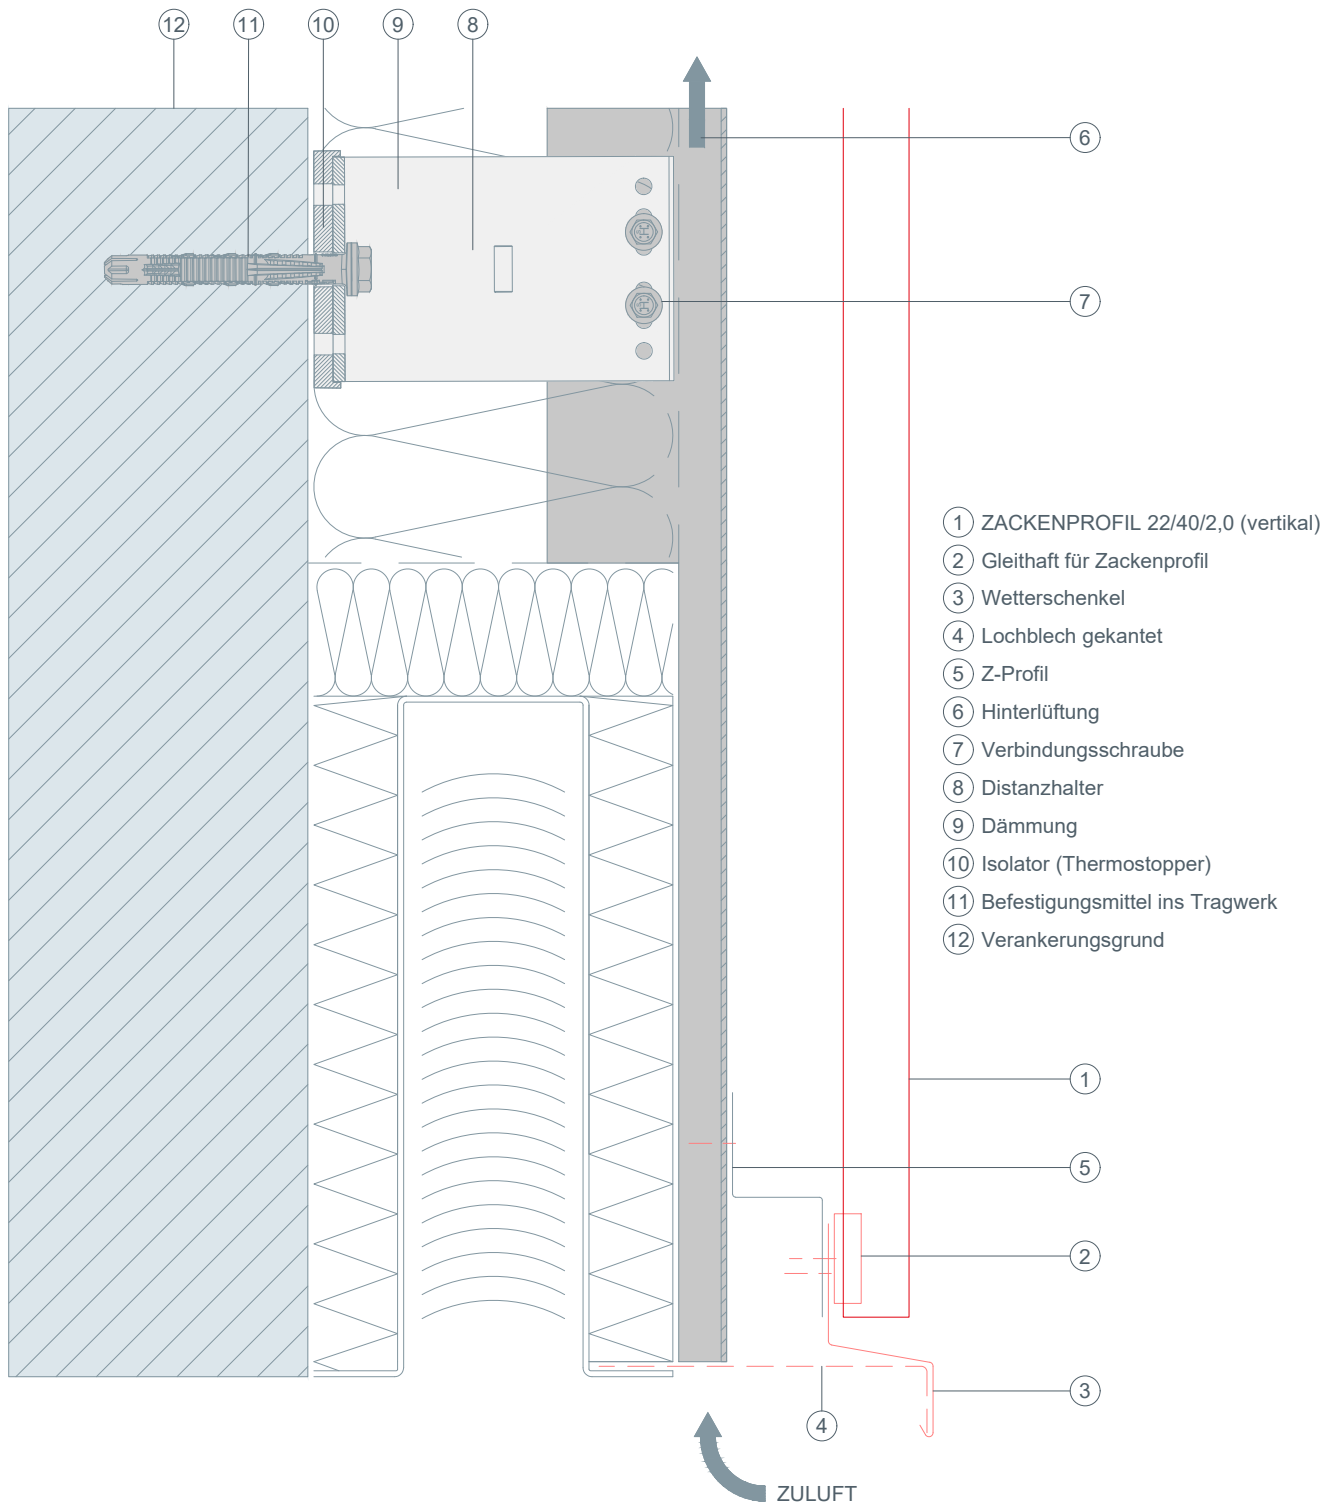 12 11 10 9 8
6
7
1 ZACKENPROFIL 22/40/2,0 (vertikal)
2 Gleithaft für Zackenprofil
3 Wetterschenkel
4 Lochblech gekantet
5 Z-Profil
6 Hinterlüftung
7 Verbindungsschraube
8 Distanzhalter
9 Dämmung
10 Isolator (Thermostopper)
11 Befestigungsmittel ins Tragwerk
12 Verankerungsgrund
1
5
2
3
4
ZULUFT